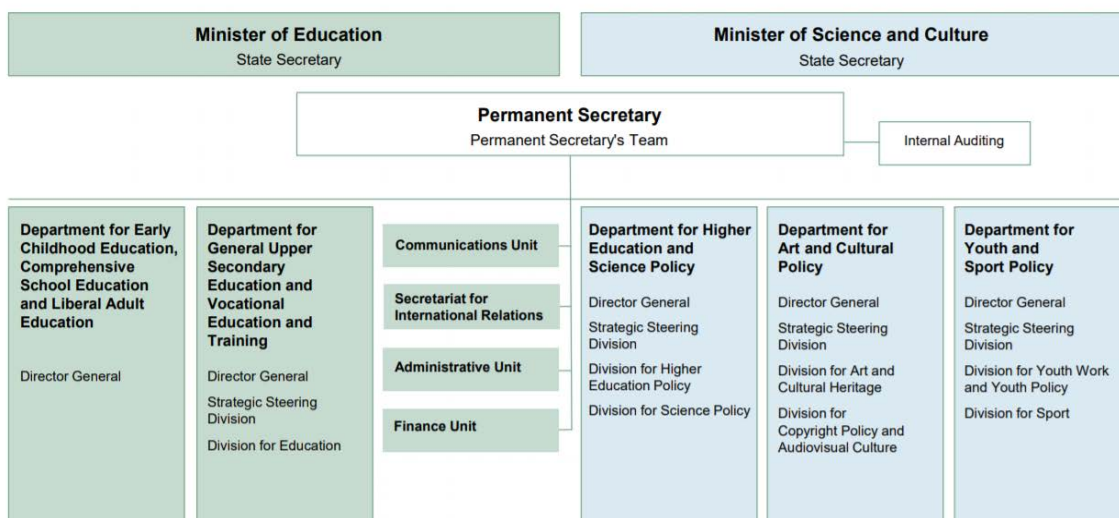 Minister of Education
State Secretary
Minister of Science and Culture
State Secretary
Permanent Secretary
Permanent Secretary's Team
Internal Auditing
Department for Early
Childhood Education,
Comprehensive
School Education
and Liberal Adult
Education
Director General
Department for
General Upper
Secondary
Education and
Vocational
Education and
Training
Director General
Strategic Steering
Division
Division for Education
Communications Unit
Secretariat for
International Relations
Administrative Unit
Finance Unit
Department for Higher
Education and
Science Policy
Director General
Strategic Steering
Division
Division for Higher
Education Policy
Division for Science Policy
Department for
Art and Cultural
Policy
Director General
Strategic Steering
Division
Division for Art and
Cultural Heritage
Division for
Copyright Policy and
Audiovisual Culture
Department for
Youth and
Sport Policy
Director General
Strategic Steering
Division
Division for Youth Work
and Youth Policy
Division for Sport